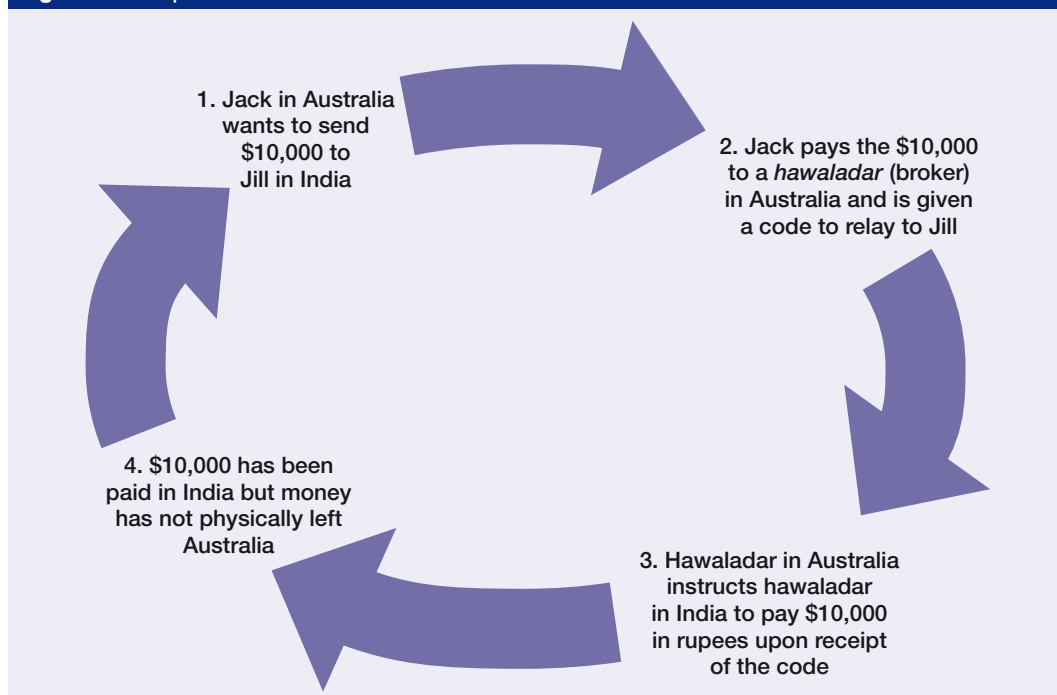 1. Jack in Australia
wants to send
$10,000 to
Jill in India
2. Jack pays the $10,000
to a hawaladar (broker)
in Australia and is given
a code to relay to Jill
3. Hawaladar in Australia
instructs hawaladar
in India to pay $10,000
in rupees upon receipt
of the code
4. $10,000 has been
paid in India but money
has not physically left
Australia